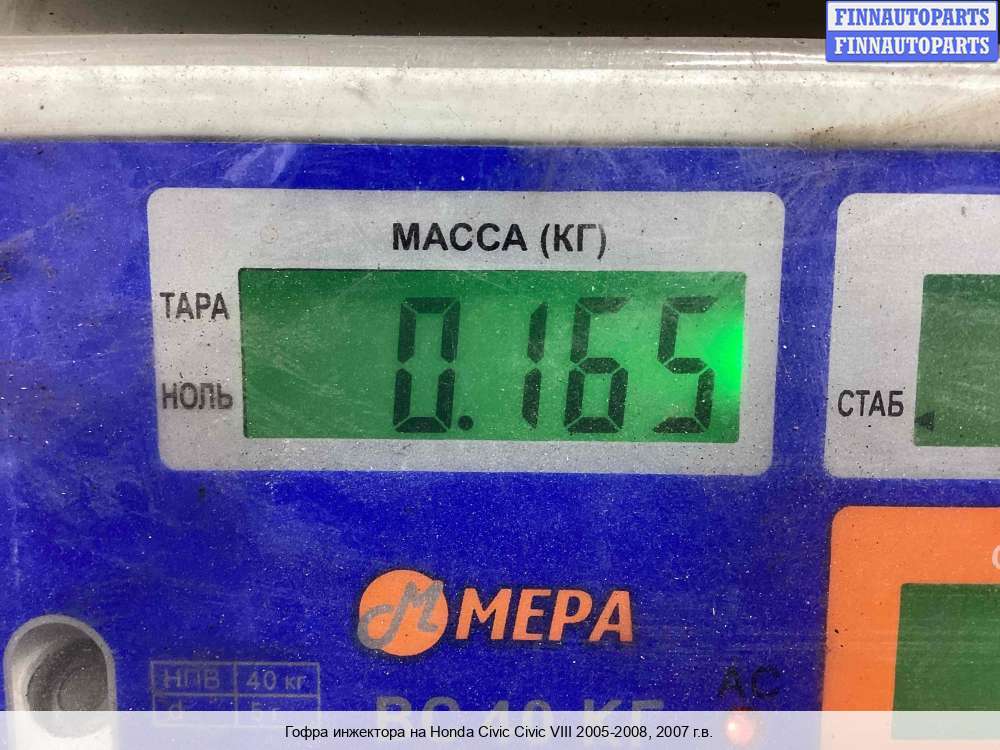 FINNAUTOPARTS
FINNAUTOPARTS
МАССА (КГ)
ТАРА
0.165
НОЛЬ
СТАБ
М МЕРА
НПВ 40 кг
d 5 г
АС
Гофра инжектора на Honda Civic Civic VIII 2005-2008, 2007 г.в.